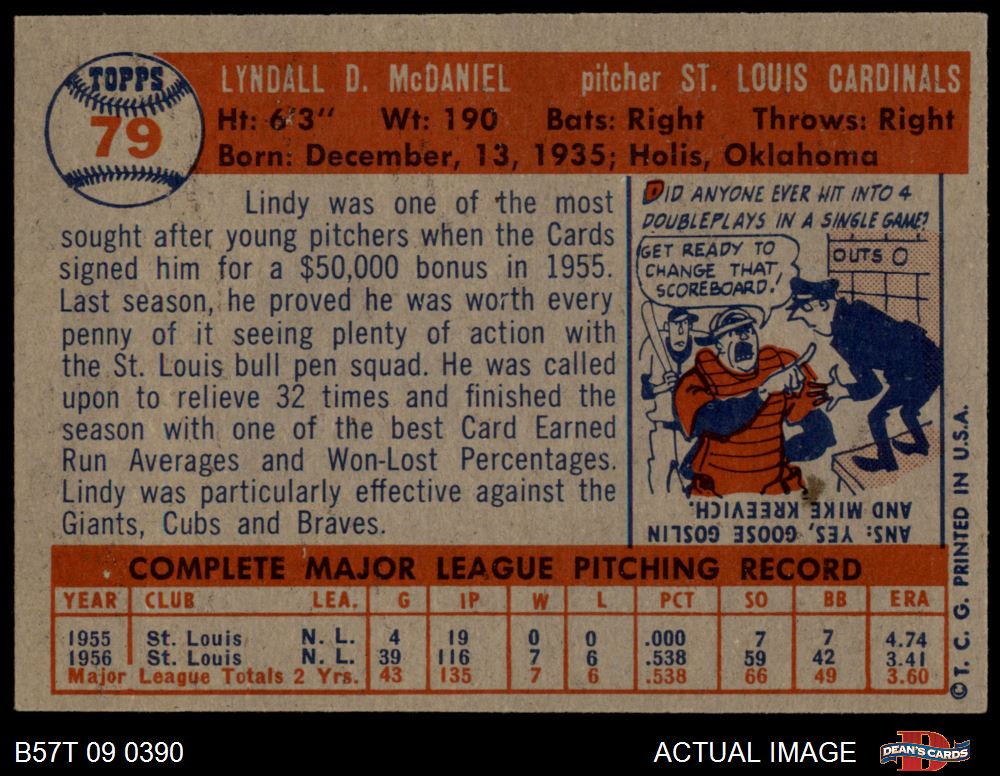 TOPPS
79
LYNDALL D. McDANIEL pitcher ST. LOUIS CARDINALS
Ht: 6'3" Wt: 190 Bats: Right Throws: Right
Born: December, 13, 1935; Holis, Oklahoma
Lindy was one of the most
sought after young pitchers when the Cards
signed him for a $50,000 bonus in 1955.
Last season, he proved he was worth every
penny of it seeing plenty of action with
the St. Louis bull pen squad. He was called
upon to relieve 32 times and finished the
season with one of the best Card Earned
Run Averages and Won-Lost Percentages.
Lindy was particularly effective against the
Giants, Cubs and Braves.
DID ANYONE EVER HIT INTO 4
DOUBLEPLAYS IN A SINGLE GAME?
GET READY TO
CHANGE THAT
SCOREBOARD!
OUTS 0
ANS: YES, GOOSE GOSLIN
AND MIKE KREEVICH.
COMPLETE MAJOR LEAGUE PITCHING RECORD
YEAR CLUB LEA. G IP W L PCT SO BB ERA
1955 St. Louis N. L. 4 19 0 0 .000 7 7 4.74
1956 St. Louis N. L. 39 116 7 6 .538 59 42 3.41
Major League Totals 2 Yrs. 43 135 7 6 .538 66 49 3.60
© T. C. G. PRINTED IN U.S.A.
B57T 09 0390
ACTUAL IMAGE
DEAN'S CARDS